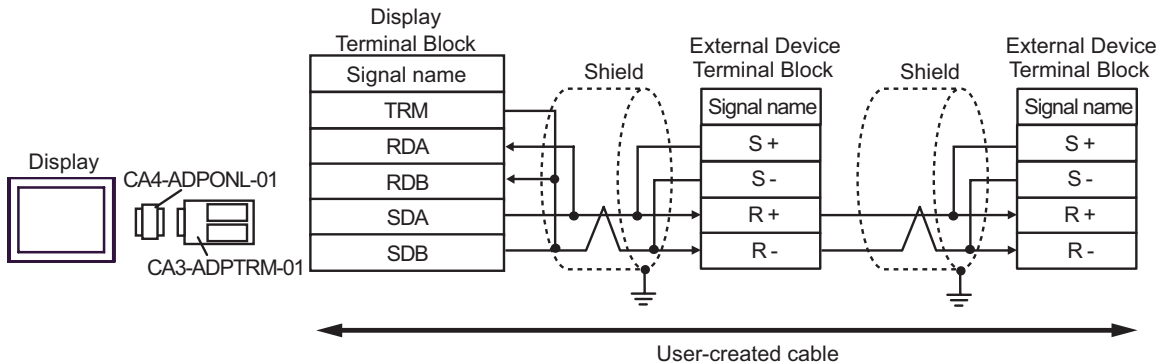 Display
Terminal Block
Signal name
TRM
RDA
RDB
SDA
SDB
Shield
External Device
Terminal Block
Signal name
S +
S -
R +
R -
Shield
External Device
Terminal Block
Signal name
S +
S -
R +
R -
Display
CA4-ADPONL-01
CA3-ADPTRM-01
User-created cable